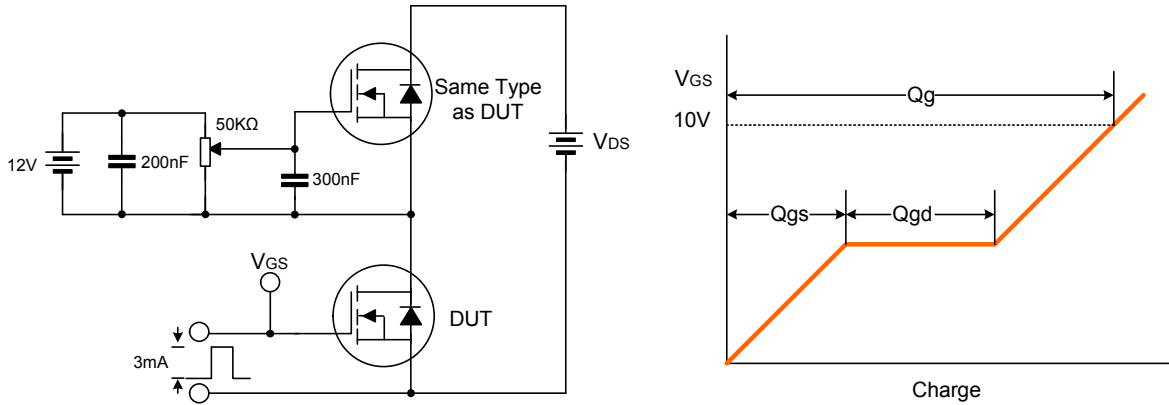 Same Type
as DUT
50KΩ
12V
200nF
300nF
VDS
VGS
DUT
3mA
VGS
10V
Qg
Qgs
Qgd
Charge